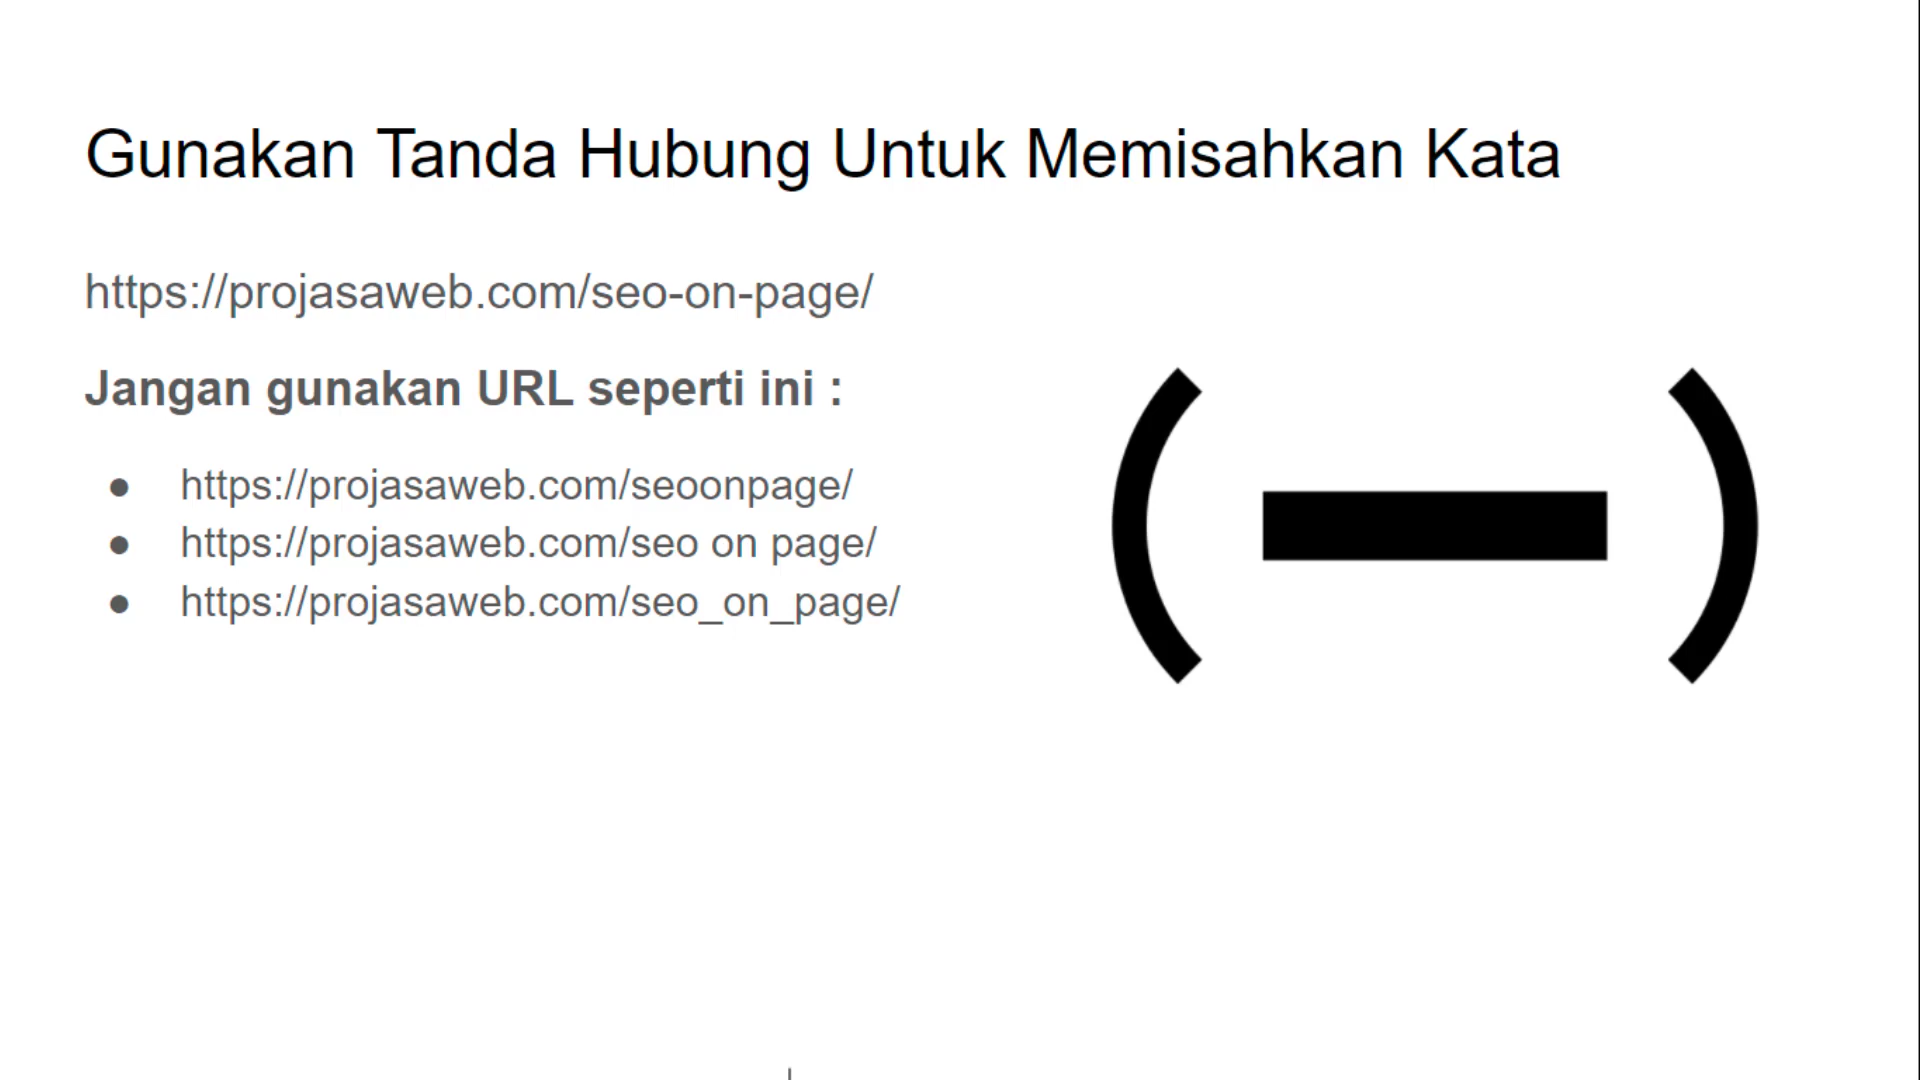 Gunakan Tanda Hubung Untuk Memisahkan Kata
https://projasaweb.com/seo-on-page/
Jangan gunakan URL seperti ini :
● https://projasaweb.com/seoonpage/
● https://projasaweb.com/seo on page/
● https://projasaweb.com/seo_on_page/
(-)